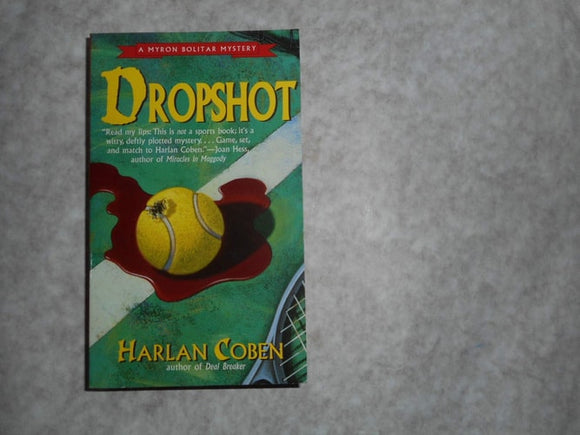 A MYRON BOLITAR MYSTERY
DROPSHOT
"Read my lips: This is not a sports book; it's a
witty, deftly plotted mystery. . . . Game, set,
and match to Harlan Coben."—Joan Hess,
author of Miracles in Maggody
HARLAN COBEN
author of Deal Breaker